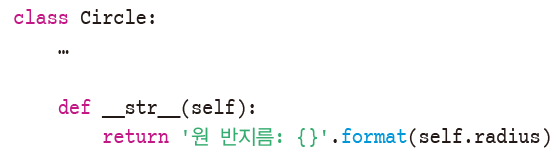 class Circle:
    …
    def __str__(self):
        return '원 반지름: {}'.format(self.radius)